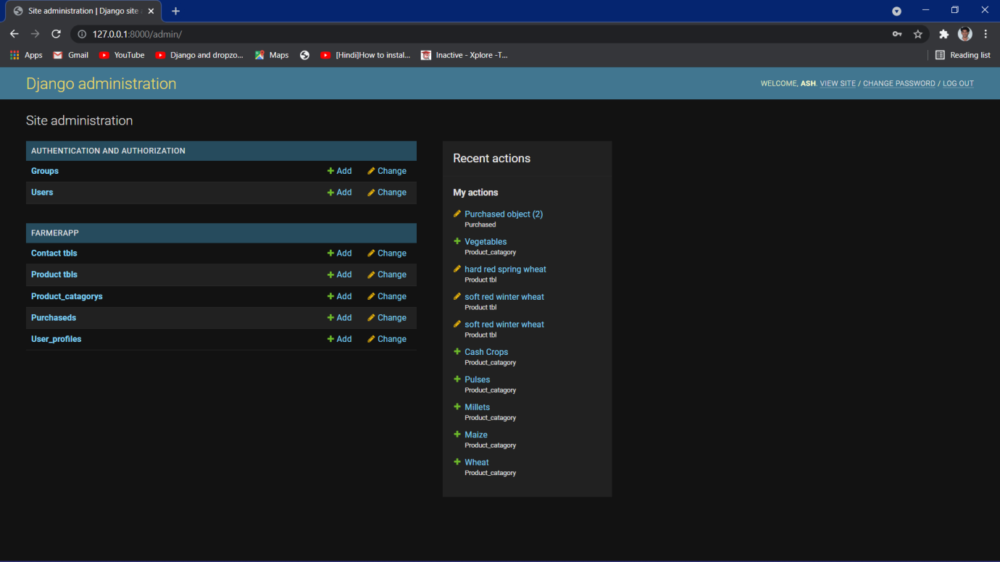 Site administration | Django site a
127.0.0.1:8000/admin/
Apps Gmail YouTube Django and dropzo... Maps [Hindi]How to instal... Inactive - Xplore -T... Reading list
Django administration
WELCOME, ASH. VIEW SITE / CHANGE PASSWORD / LOG OUT
Site administration
AUTHENTICATION AND AUTHORIZATION
Groups Add Change
Users Add Change
FARMERAPP
Contact tbls Add Change
Product tbls Add Change
Product_catagorys Add Change
Purchaseds Add Change
User_profiles Add Change
Recent actions
My actions
Purchased object (2)
Purchased
Vegetables
Product_catagory
hard red spring wheat
Product tbl
soft red winter wheat
Product tbl
soft red winter wheat
Product tbl
Cash Crops
Product_catagory
Pulses
Product_catagory
Millets
Product_catagory
Maize
Product_catagory
Wheat
Product_catagory